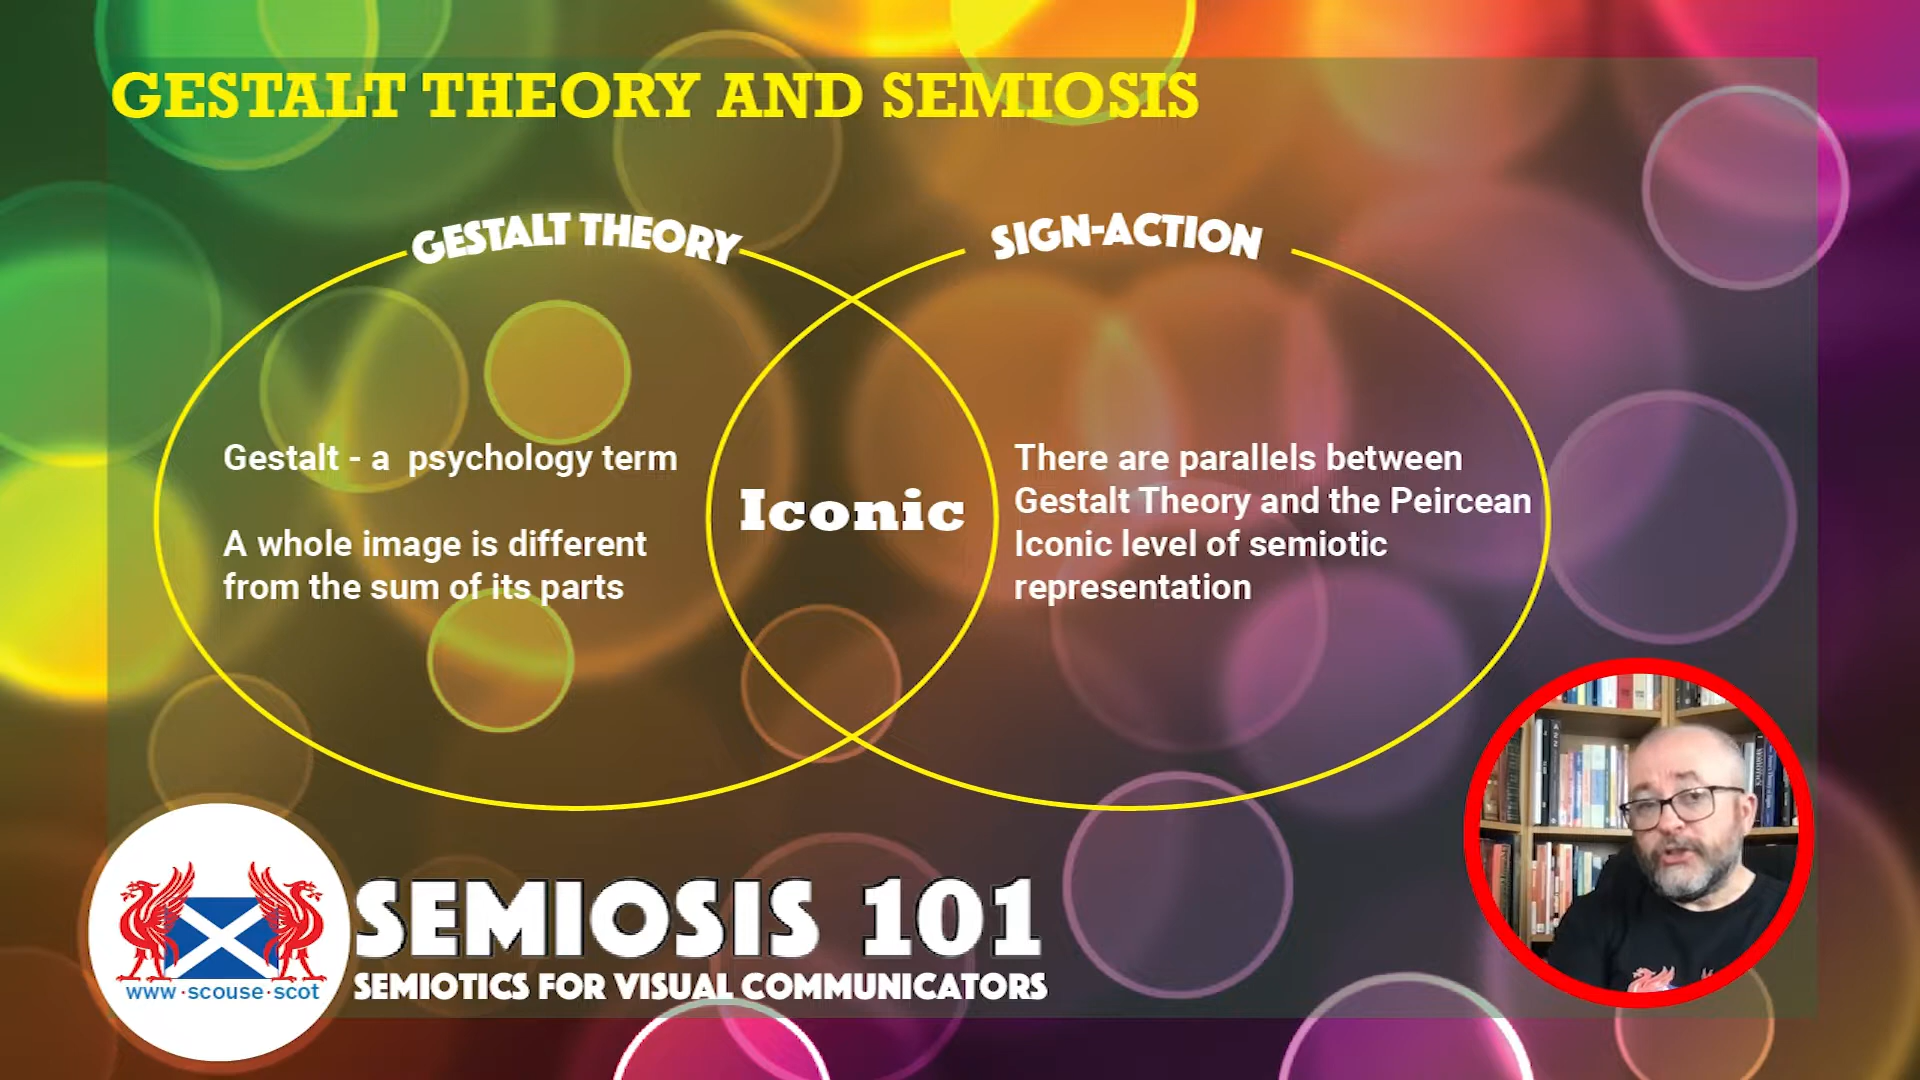 GESTALT THEORY AND SEMIOSIS
GESTALT THEORY
SIGN-ACTION
Gestalt - a psychology term
A whole image is different
from the sum of its parts
Iconic
There are parallels between
Gestalt Theory and the Peircean
Iconic level of semiotic
representation
www·scouse·scot
SEMIOSIS 101
SEMIOTICS FOR VISUAL COMMUNICATORS